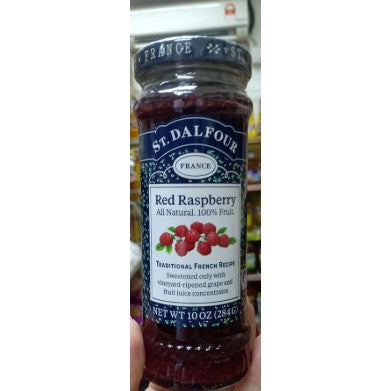 FRANCE
ST. DALFOUR
FRANCE
Red Raspberry
All Natural. 100% Fruit.
TRADITIONAL FRENCH RECIPE
Sweetened only with
vineyard-ripened grape and
fruit juice concentrates
NET WT 10 OZ (284G)